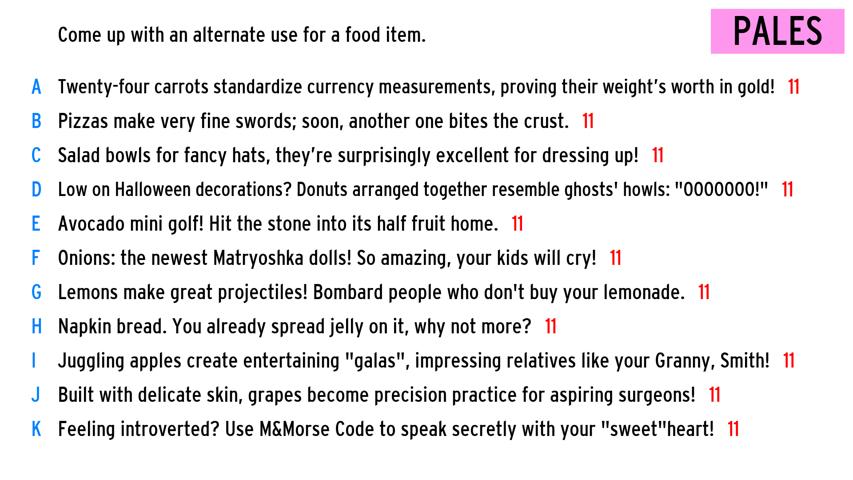 Come up with an alternate use for a food item.
PALES
A Twenty-four carrots standardize currency measurements, proving their weight's worth in gold! 11
B Pizzas make very fine swords; soon, another one bites the crust. 11
C Salad bowls for fancy hats, they're surprisingly excellent for dressing up! 11
D Low on Halloween decorations? Donuts arranged together resemble ghosts' howls: "OOOOOOO!" 11
E Avocado mini golf! Hit the stone into its half fruit home. 11
F Onions: the newest Matryoshka dolls! So amazing, your kids will cry! 11
G Lemons make great projectiles! Bombard people who don't buy your lemonade. 11
H Napkin bread. You already spread jelly on it, why not more? 11
I Juggling apples create entertaining "galas", impressing relatives like your Granny, Smith! 11
J Built with delicate skin, grapes become precision practice for aspiring surgeons! 11
K Feeling introverted? Use M&Morse Code to speak secretly with your "sweet"heart! 11